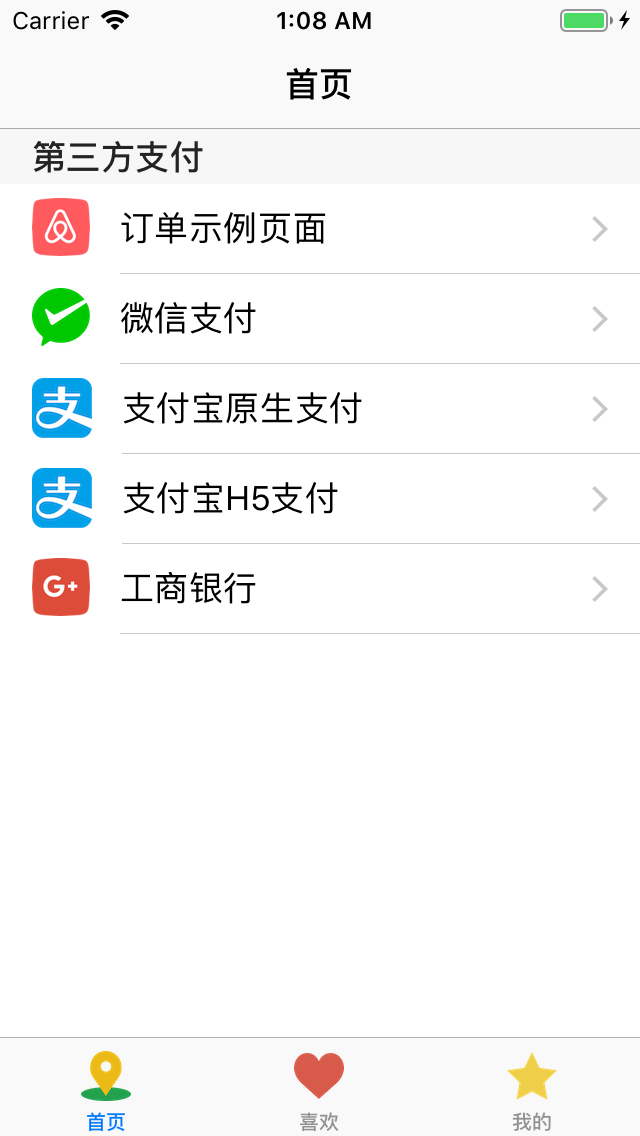 Carrier 1:08 AM
首页
第三方支付
订单示例页面
微信支付
支 支付宝原生支付
支 支付宝H5支付
G+ 工商银行
首页 喜欢 我的